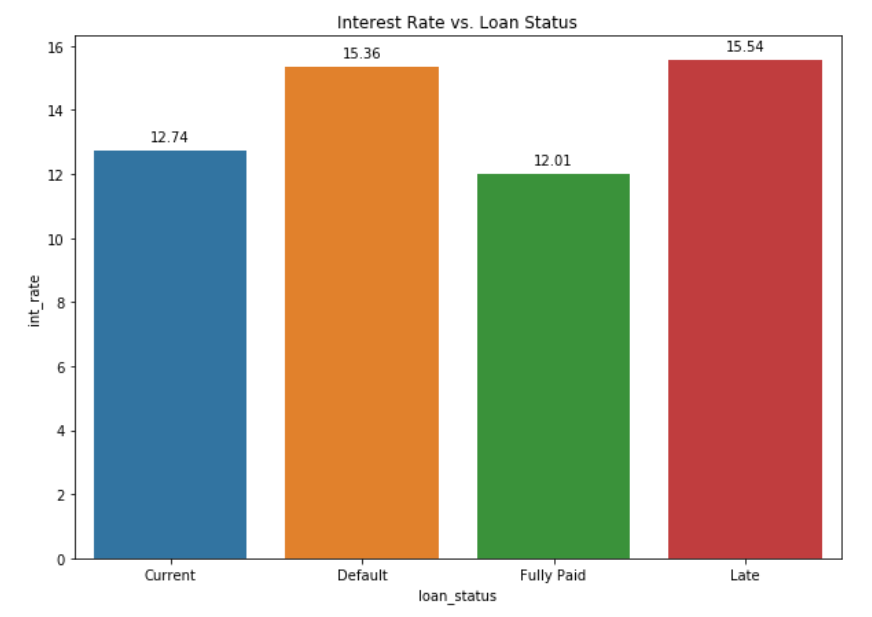 Interest Rate vs. Loan Status
16
14
12
10
8
6
4
2
0
int_rate
12.74
15.36
12.01
15.54
Current
Default
Fully Paid
Late
loan_status